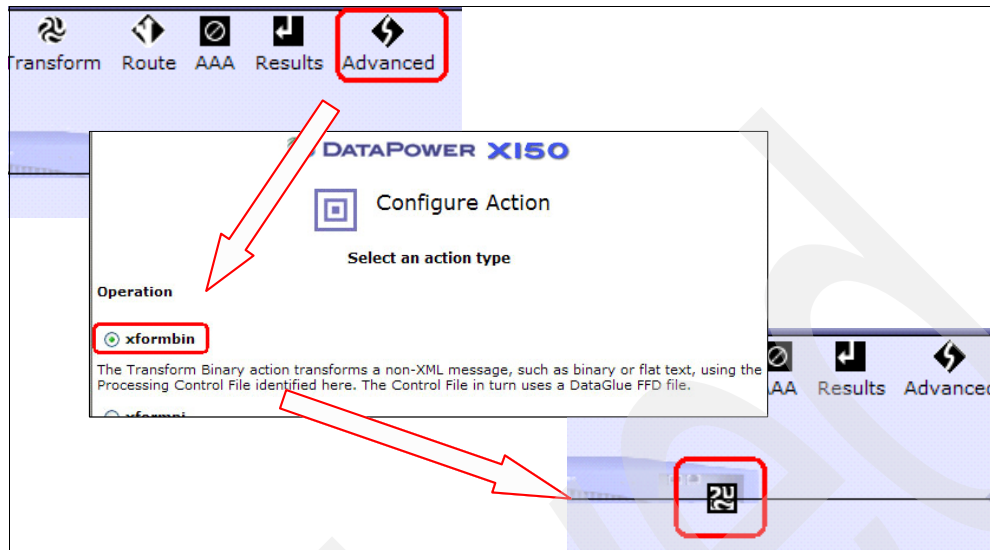 Transform Route AAA Results Advanced
DATAPOWER XI50
Configure Action
Select an action type
Operation
xformbin
The Transform Binary action transforms a non-XML message, such as binary or flat text, using the
Processing Control File identified here. The Control File in turn uses a DataGlue FFD file.
AAA Results Advanced